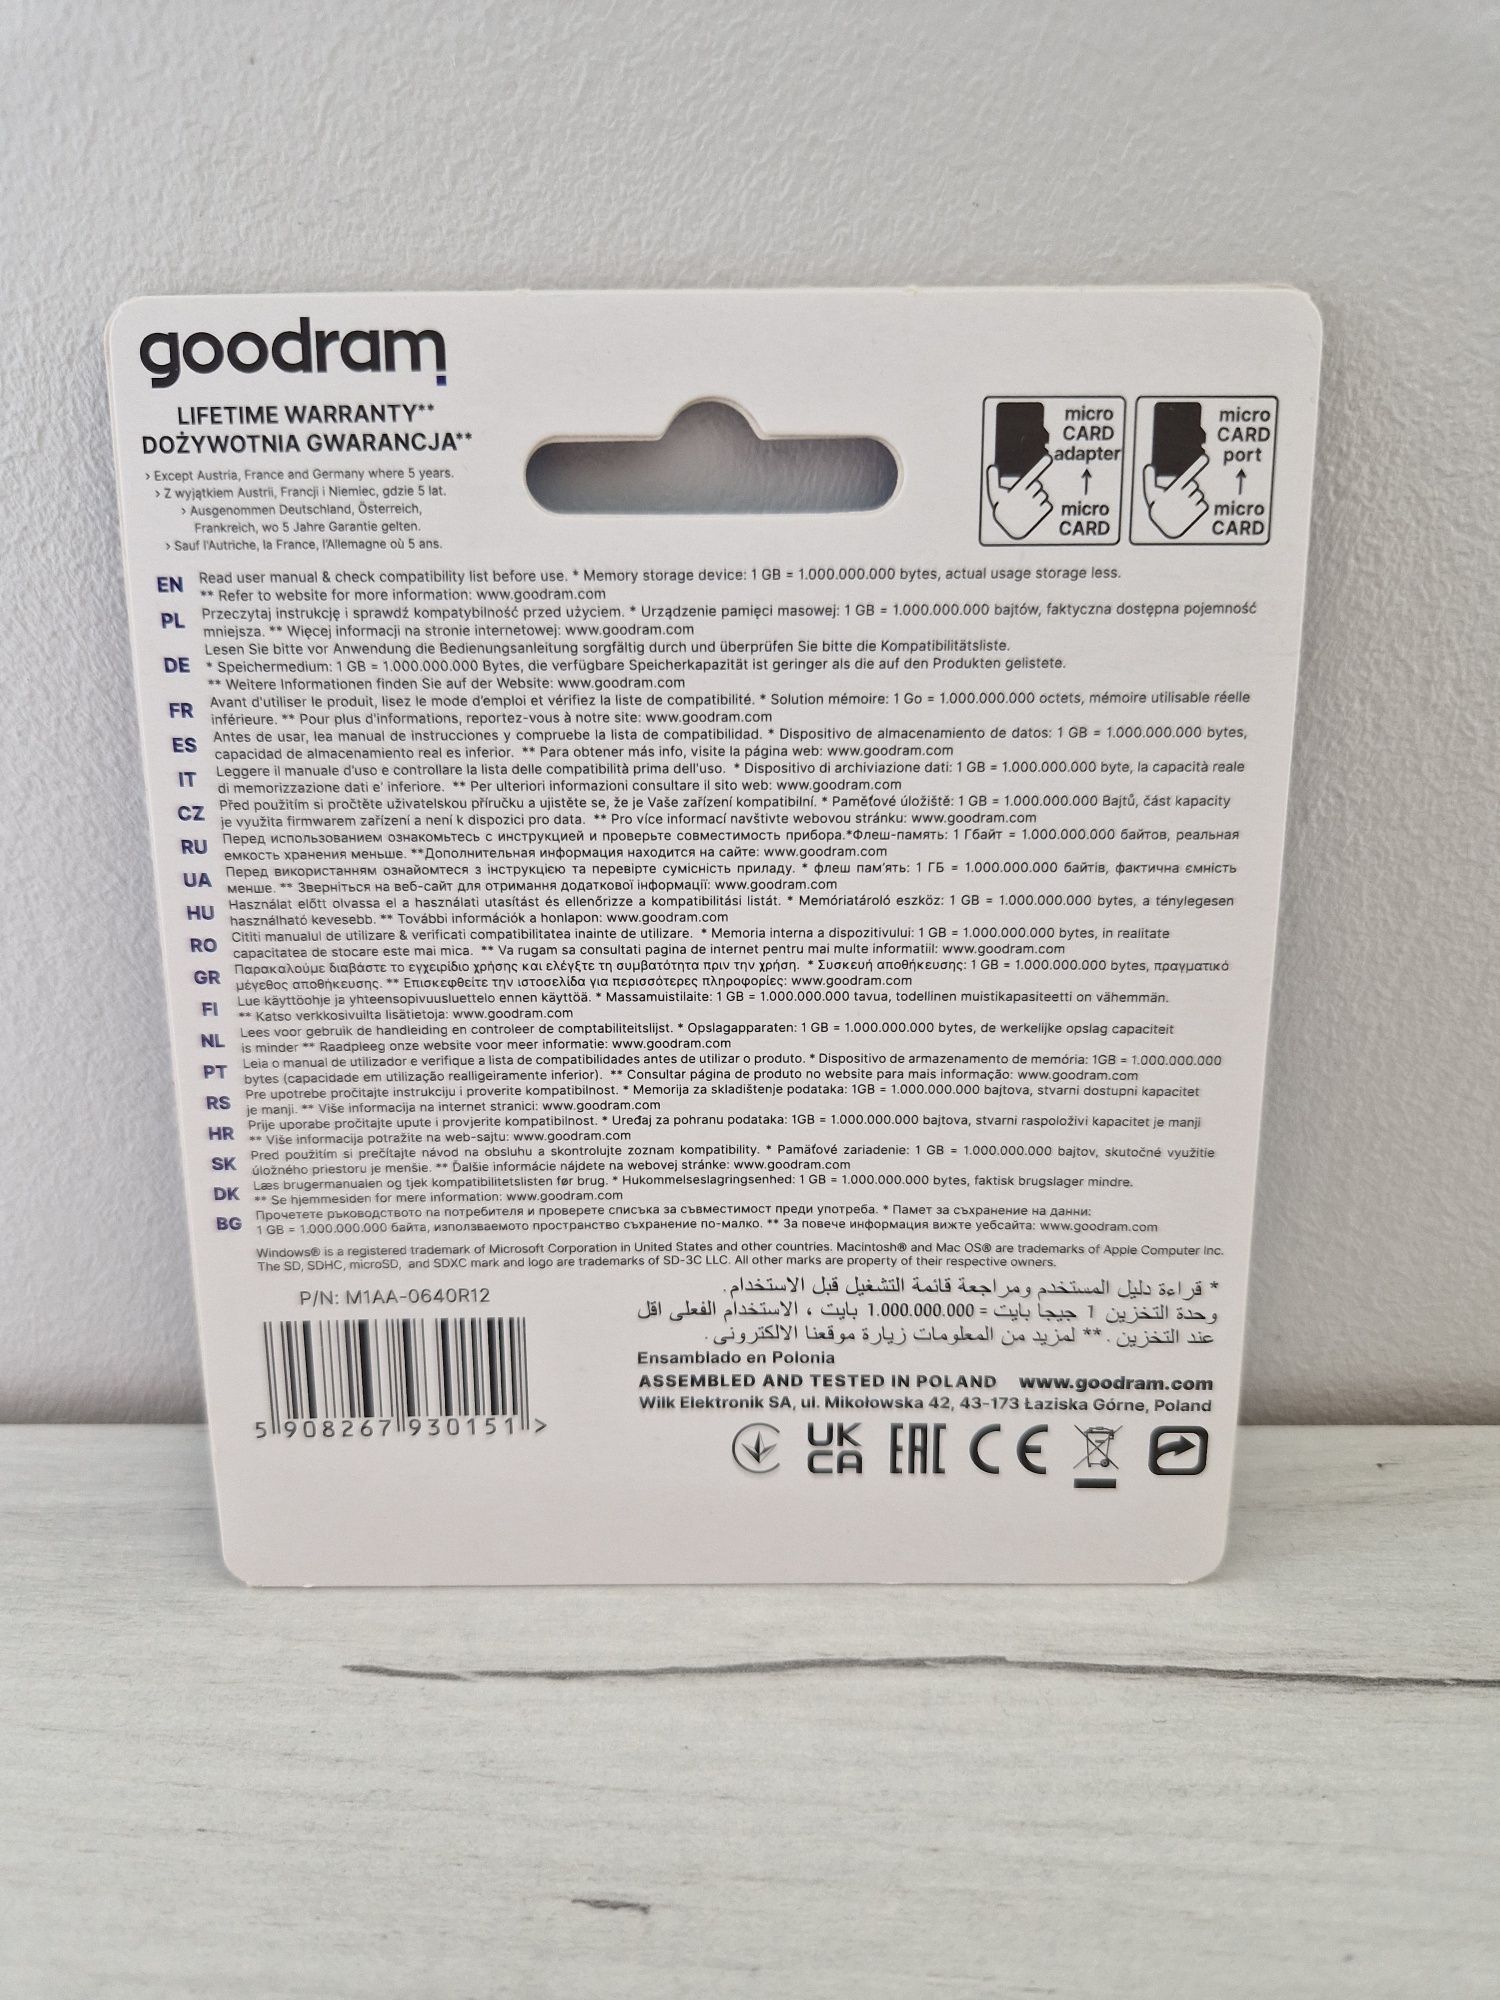 goodram
LIFETIME WARRANTY**
DOŻYWOTNIA GWARANCJA**
> Except Austria, France and Germany where 5 years.
> Z wyjątkiem Austrii, Francji i Niemiec, gdzie 5 lat.
> Ausgenommen Deutschland, Österreich,
Frankreich, wo 5 Jahre Garantie gelten.
> Sauf l'Autriche, la France, l'Allemagne où 5 ans.
micro
CARD
adapter
micro
CARD
micro
CARD
port
micro
CARD
EN Read user manual & check compatibility list before use. * Memory storage device: 1 GB = 1.000.000.000 bytes, actual usage storage less.
** Refer to website for more information: www.goodram.com
PL Przeczytaj instrukcję i sprawdź kompatybilność przed użyciem. * Urządzenie pamięci masowej: 1 GB = 1.000.000.000 bajtów, faktyczna dostępna pojemność
mniejsza. ** Więcej informacji na stronie internetowej: www.goodram.com
Lesen Sie bitte vor Anwendung die Bedienungsanleitung sorgfältig durch und überprüfen Sie bitte die Kompatibilitätsliste.
DE * Speichermedium: 1 GB = 1.000.000.000 Bytes, die verfügbare Speicherkapazität ist geringer als die auf den Produkten gelistete.
** Weitere Informationen finden Sie auf der Website: www.goodram.com
FR Avant d'utiliser le produit, lisez le mode d'emploi et vérifiez la liste de compatibilité. * Solution mémoire: 1 Go = 1.000.000.000 octets, mémoire utilisable réelle
inférieure. ** Pour plus d'informations, reportez-vous à notre site: www.goodram.com
ES Antes de usar, lea manual de instrucciones y compruebe la lista de compatibilidad. * Dispositivo de almacenamiento de datos: 1 GB = 1.000.000.000 bytes,
capacidad de almacenamiento real es inferior. ** Para obtener más info, visite la página web: www.goodram.com
IT Leggere il manuale d'uso e controllare la lista delle compatibilità prima dell'uso. * Dispositivo di archiviazione dati: 1 GB = 1.000.000.000 byte, la capacità reale
di memorizzazione dati e' inferiore. ** Per ulteriori informazioni consultare il sito web: www.goodram.com
CZ Před použitím si pročtěte uživatelskou příručku a ujistěte se, že je Vaše zařízení kompatibilní. * Paměťové úložiště: 1 GB = 1.000.000.000 Bajtů, část kapacity
je využita firmwarem zařízení a není k dispozici pro data. ** Pro více informací navštivte webovou stránku: www.goodram.com
RU Перед использованием ознакомьтесь с инструкцией и проверьте совместимость прибора.*Флеш-память: 1 Гбайт = 1.000.000.000 байтов, реальная
емкость хранения меньше. **Дополнительная информация находится на сайте: www.goodram.com
UA Перед використанням ознайомтеся з інструкцією та перевірте сумісність приладу. * флеш пам'ять: 1 ГБ = 1.000.000.000 байтів, фактична ємність
менше. ** Зверніться на веб-сайт для отримання додаткової інформації: www.goodram.com
HU Használat előtt olvassa el a használati utasítást és ellenőrizze a kompatibilitási listát. * Memóriatároló eszköz: 1 GB = 1.000.000.000 bytes, a ténylegesen
használható kevesebb. ** További információk a honlapon: www.goodram.com
RO Cititi manualul de utilizare & verificati compatibilitatea inainte de utilizare. * Memoria interna a dispozitivului: 1 GB = 1.000.000.000 bytes, in realitate
capacitatea de stocare este mai mica. ** Va rugam sa consultati pagina de internet pentru mai multe informatiil: www.goodram.com
GR Παρακαλούμε διαβάστε το εγχειρίδιο χρήσης και ελέγξτε τη συμβατότητα πριν την χρήση. * Συσκευή αποθήκευσης: 1 GB = 1.000.000.000 bytes, πραγματικό
μέγεθος αποθήκευσης. ** Επισκεφθείτε την ιστοσελίδα για περισσότερες πληροφορίες: www.goodram.com
FI Lue käyttöohje ja yhteensopivuusluettelo ennen käyttöä. * Massamuistilaite: 1 GB = 1.000.000.000 tavua, todellinen muistikapasiteetti on vähemmän.
** Katso verkkosivuilta lisätietoja: www.goodram.com
NL Lees voor gebruik de handleiding en controleer de comptabiliteitslijst. * Opslagapparaten: 1 GB = 1.000.000.000 bytes, de werkelijke opslag capaciteit
is minder ** Raadpleeg onze website voor meer informatie: www.goodram.com
PT Leia o manual de utilizador e verifique a lista de compatibilidades antes de utilizar o produto. * Dispositivo de armazenamento de memória: 1GB = 1.000.000.000
bytes (capacidade em utilização realligeiramente inferior). ** Consultar página de produto no website para mais informação: www.goodram.com
RS Pre upotrebe pročitajte instrukciju i proverite kompatibilnost. * Memorija za skladištenje podataka: 1GB = 1.000.000.000 bajtova, stvarni dostupni kapacitet
je manji. ** Više informacija na internet stranici: www.goodram.com
HR Prije uporabe pročitajte upute i provjerite kompatibilnost. * Uređaj za pohranu podataka: 1GB = 1.000.000.000 bajtova, stvarni raspoloživi kapacitet je manji
** Više informacija potražite na web-sajtu: www.goodram.com
SK Pred použitím si prečítajte návod na obsluhu a skontrolujte zoznam kompatibility. * Pamäťové zariadenie: 1 GB = 1.000.000.000 bajtov, skutočné využitie
úložného priestoru je menšie. ** Ďalšie informácie nájdete na webovej stránke: www.goodram.com
DK Læs brugermanualen og tjek kompatibilitetslisten før brug. * Hukommelseslagringsenhed: 1 GB = 1.000.000.000 bytes, faktisk brugslager mindre.
** Se hjemmesiden for mere information: www.goodram.com
BG Прочетете ръководството па потребителя и проверете списъка за съвместимост преди употреба. * Памет за съхранение на данни:
1 GB = 1.000.000.000 байта, използваемото пространство съхранение по-малко. ** За повече информация вижте уебсайта: www.goodram.com
Windows® is a registered trademark of Microsoft Corporation in United States and other countries. Macintosh® and Mac OS® are trademarks of Apple Computer Inc.
The SD, SDHC, microSD, and SDXC mark and logo are trademarks of SD-3C LLC. All other marks are property of their respective owners.
P/N: M1AA-0640R12
5 908267 930151 >
* قراءة دليل المستخدم ومراجعة قائمة التشغيل قبل الاستخدام.
وحدة التخزين 1 جيجا بايت = 1.000.000.000 بايت ، الاستخدام الفعلى اقل
عند التخزين . ** لمزيد من المعلومات زيارة موقعنا الالكترونى.
Ensamblado en Polonia
ASSEMBLED AND TESTED IN POLAND www.goodram.com
Wilk Elektronik SA, ul. Mikołowska 42, 43-173 Łaziska Górne, Poland
UK
CA
EAC
CE